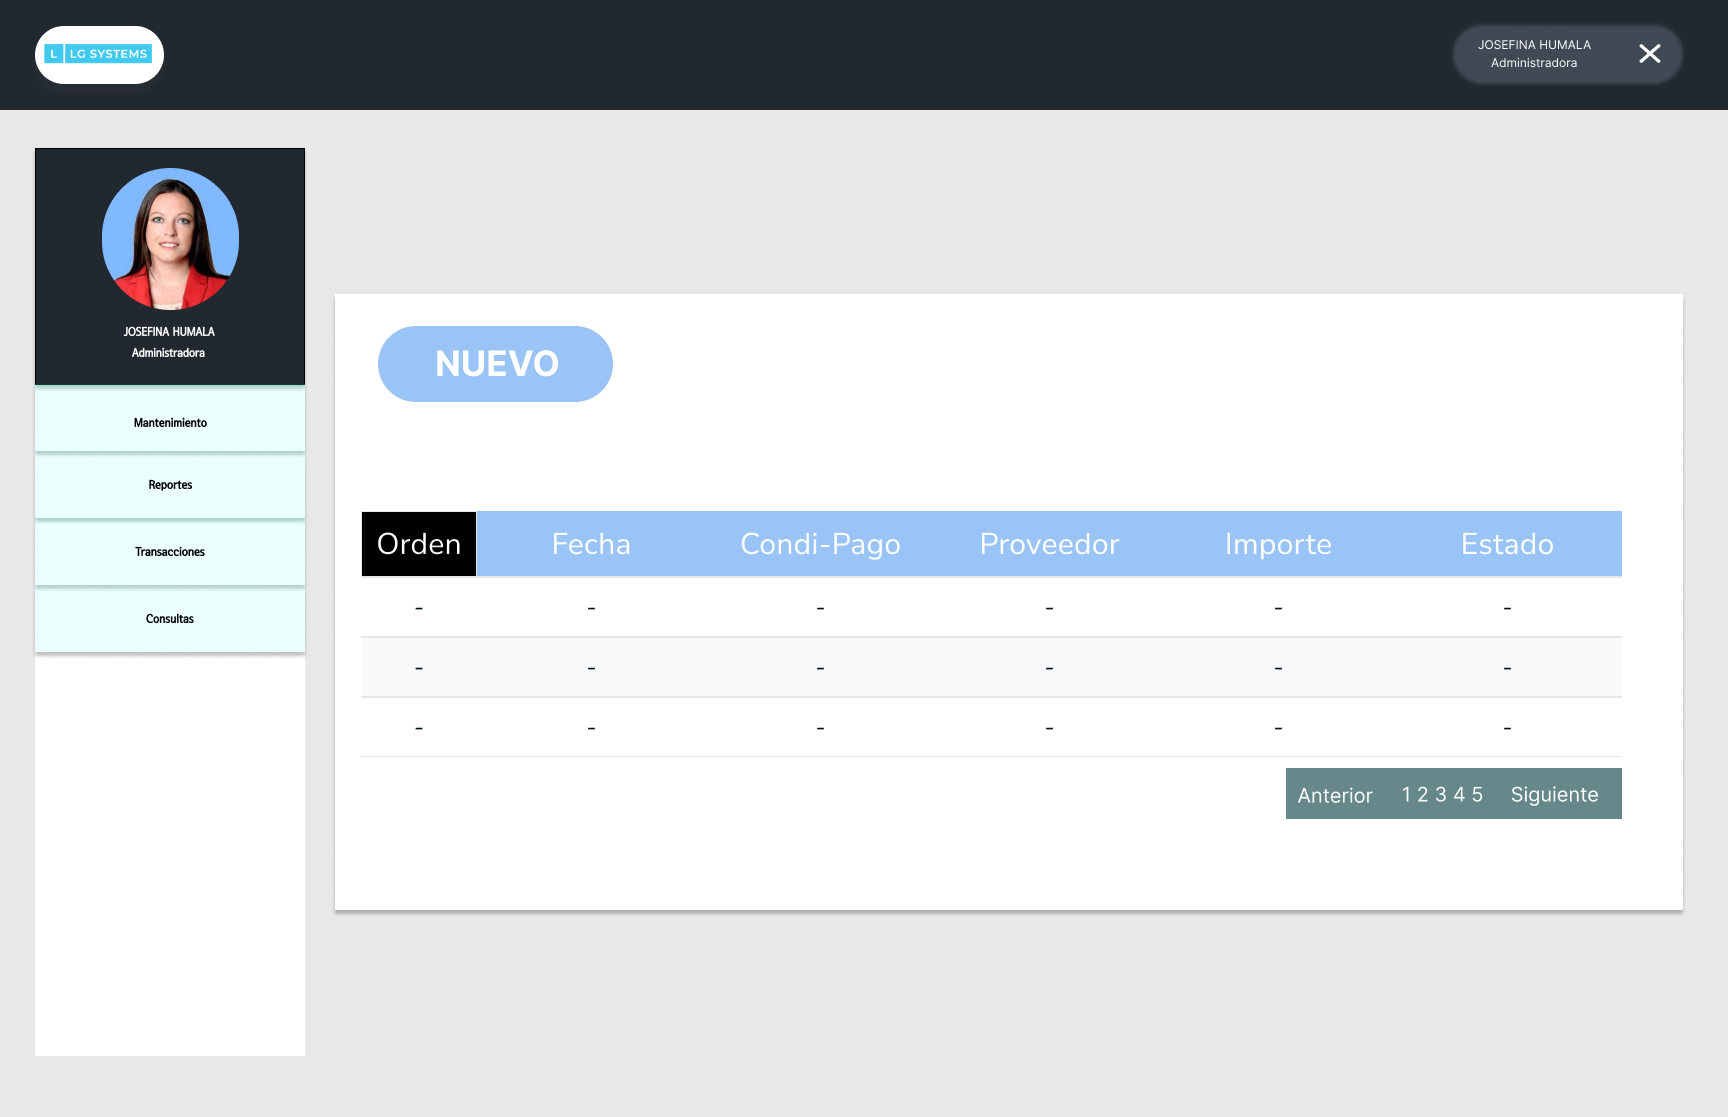 L LG SYSTEMS
JOSEFINA HUMALA
Administradora
JOSEFINA HUMALA
Administradora
Mantenimiento
Reportes
Transacciones
Consultas
NUEVO
Orden Fecha Condi-Pago Proveedor Importe Estado
- - - - - -
- - - - - -
- - - - - -
Anterior 1 2 3 4 5 Siguiente